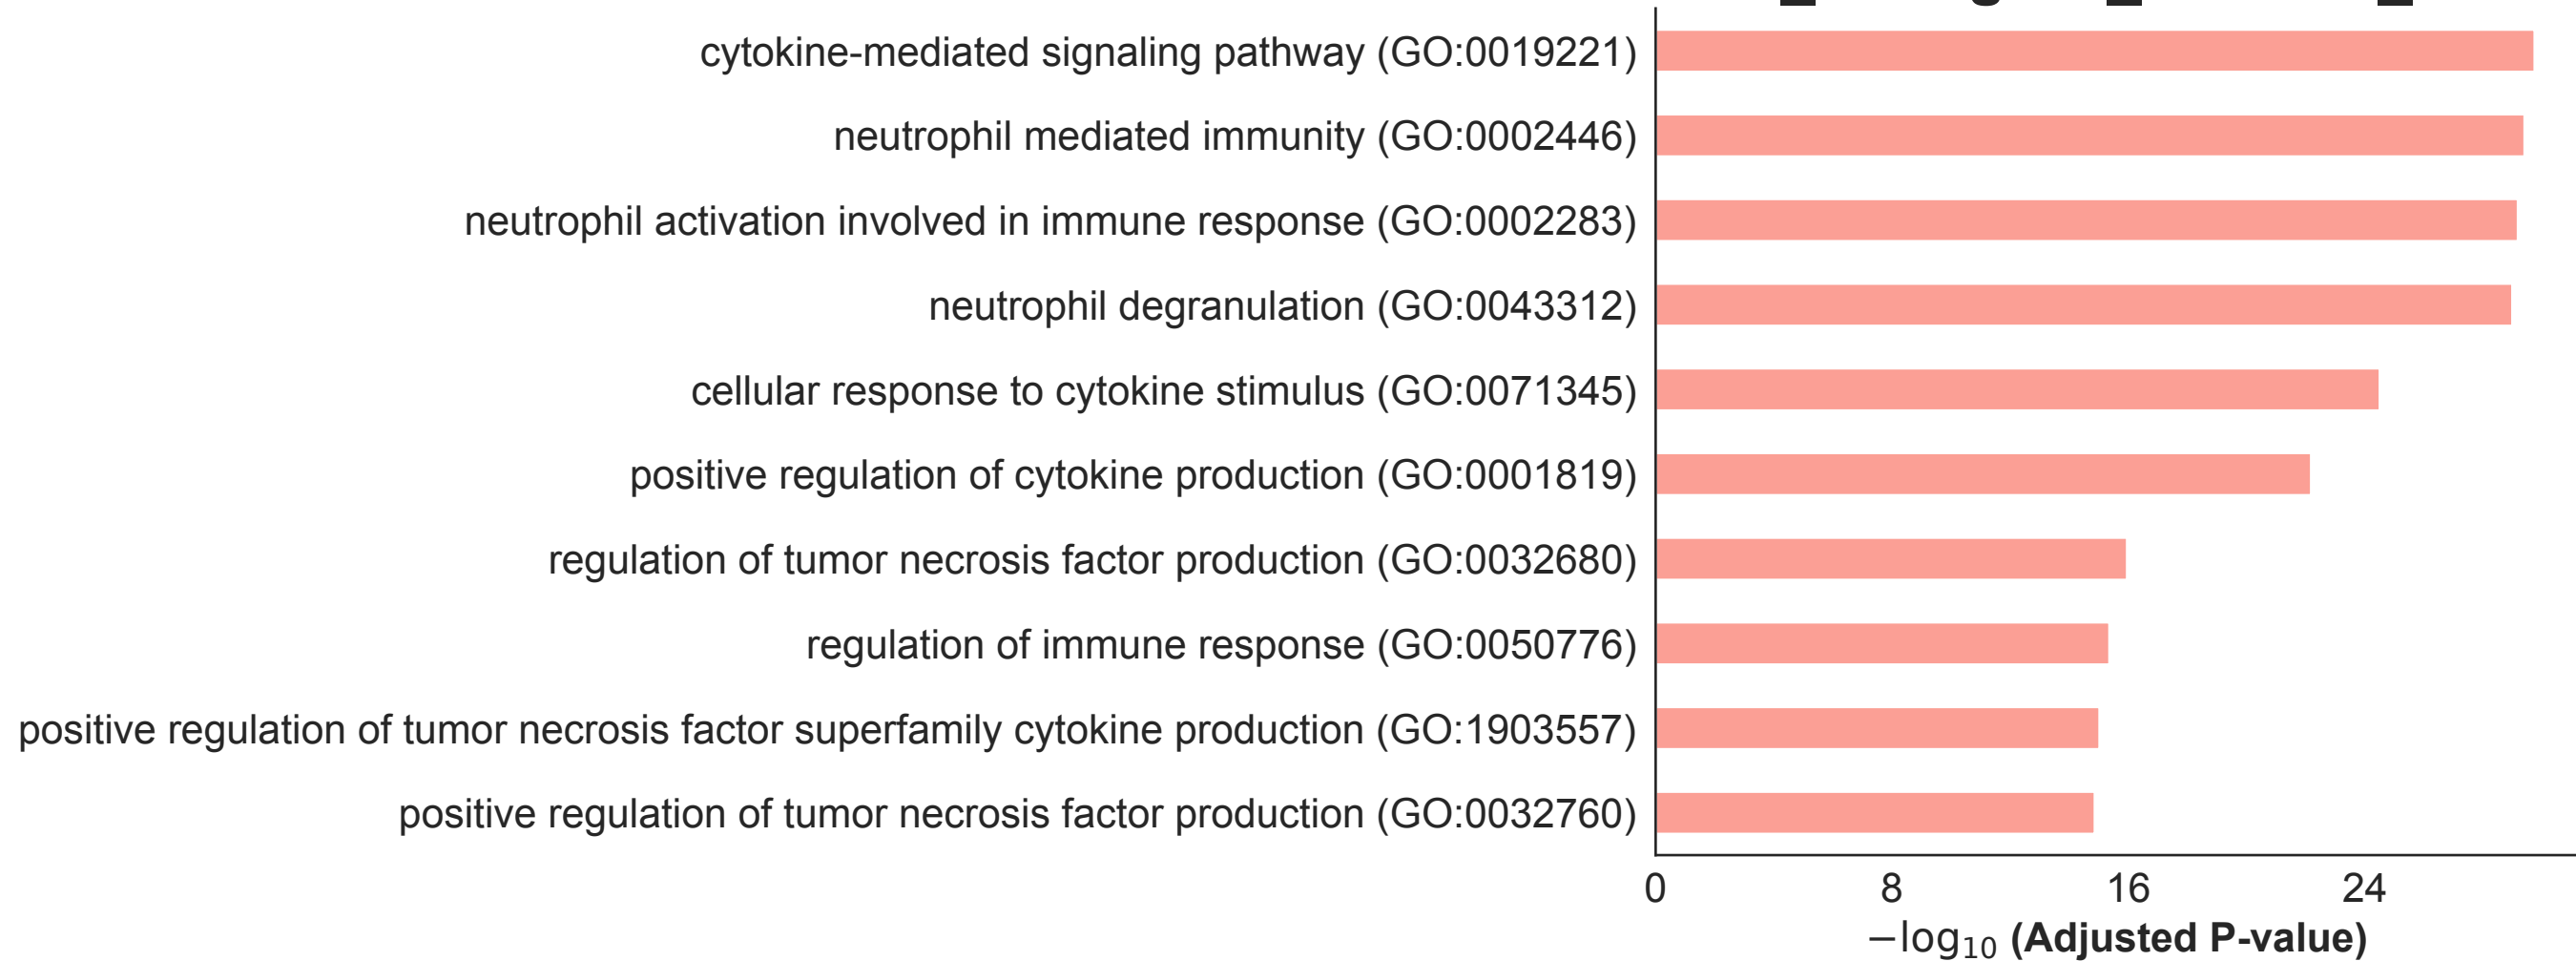 cytokine-mediated signaling pathway (GO:0019221)
neutrophil mediated immunity (GO:0002446)
neutrophil activation involved in immune response (GO:0002283)
neutrophil degranulation (GO:0043312)
cellular response to cytokine stimulus (GO:0071345)
positive regulation of cytokine production (GO:0001819)
regulation of tumor necrosis factor production (GO:0032680)
regulation of immune response (GO:0050776)
positive regulation of tumor necrosis factor superfamily cytokine production (GO:1903557)
positive regulation of tumor necrosis factor production (GO:0032760)
0 8 16 24
−log₁₀ (Adjusted P-value)